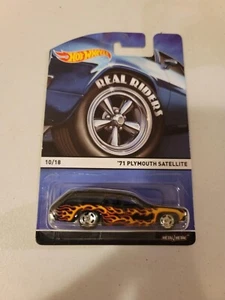 HOT WHEELS
REAL RIDERS
10/18
'71 PLYMOUTH SATELLITE